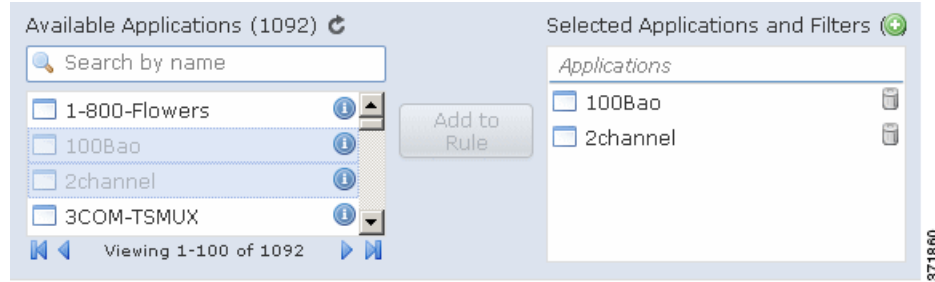 Available Applications (1092)
Search by name
1-800-Flowers
100Bao
2channel
3COM-TSMUX
Viewing 1-100 of 1092
Add to
Rule
Selected Applications and Filters (
Applications
100Bao
2channel
371860